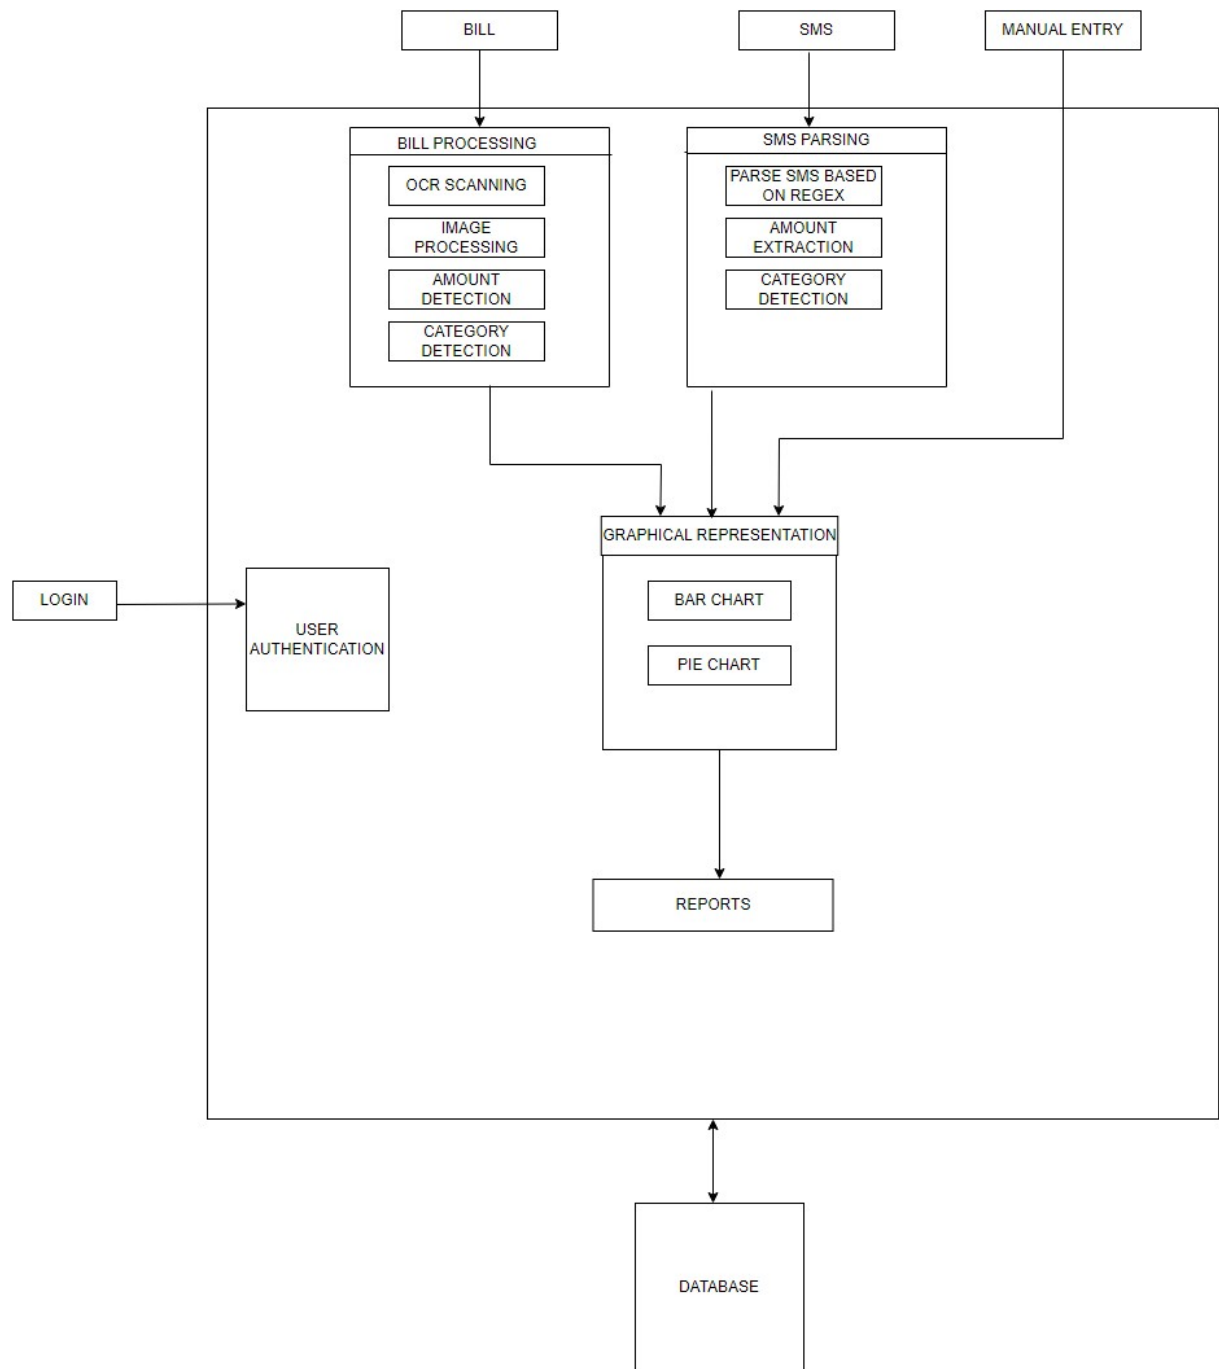 BILL
SMS
MANUAL ENTRY
BILL PROCESSING
OCR SCANNING
IMAGE
PROCESSING
AMOUNT
DETECTION
CATEGORY
DETECTION
SMS PARSING
PARSE SMS BASED
ON REGEX
AMOUNT
EXTRACTION
CATEGORY
DETECTION
GRAPHICAL REPRESENTATION
BAR CHART
PIE CHART
LOGIN
USER
AUTHENTICATION
REPORTS
DATABASE